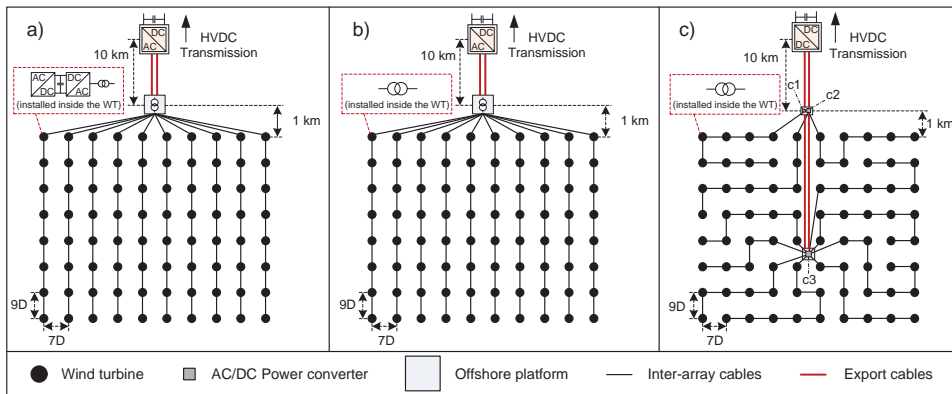 a)
DC
AC
HVDC
Transmission
10 km
AC
DC
DC
AC
(installed inside the WT)
1 km
9D
7D
b)
DC
AC
HVDC
Transmission
10 km
(installed inside the WT)
1 km
9D
7D
c)
DC
DC
HVDC
Transmission
10 km
c1
c2
(installed inside the WT)
1 km
c3
9D
7D
Wind turbine
AC/DC Power converter
Offshore platform
Inter-array cables
Export cables